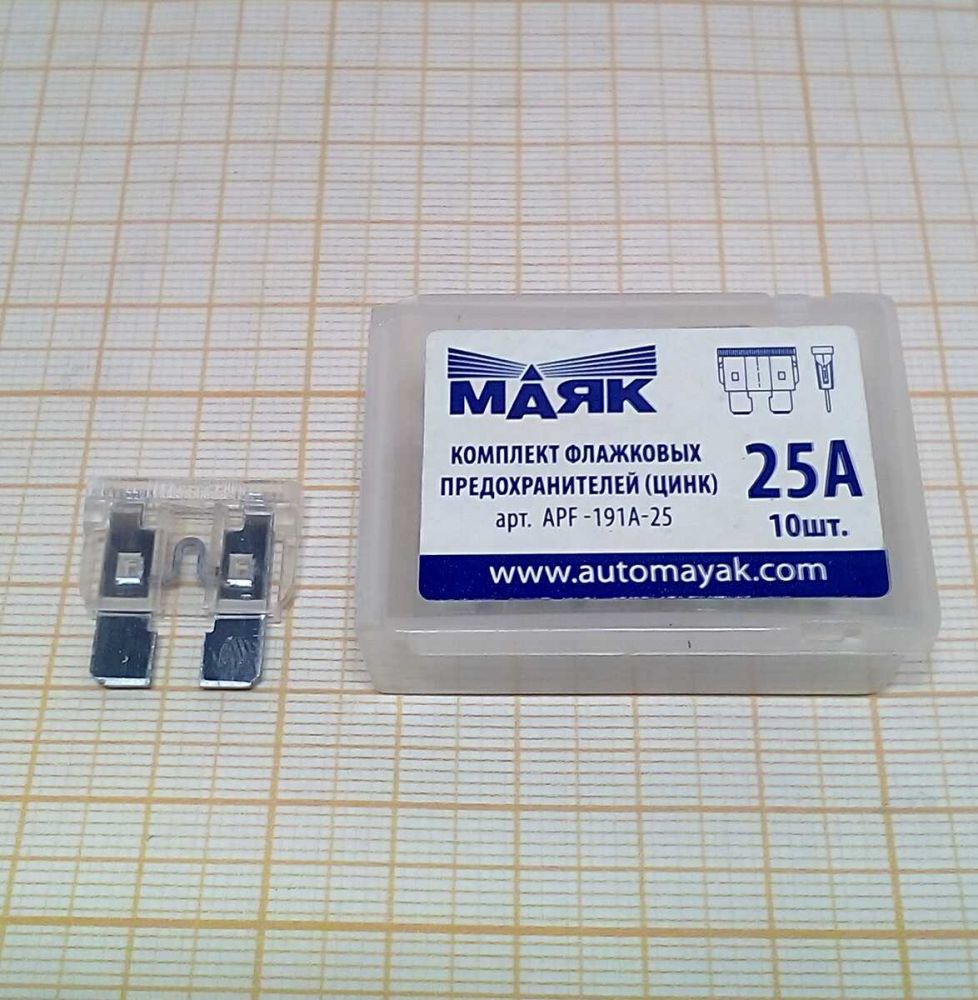 МАЯК
КОМПЛЕКТ ФЛАЖКОВЫХ
ПРЕДОХРАНИТЕЛЕЙ (ЦИНК)
арт. APF -191A-25
25А
10шт.
www.automayak.com